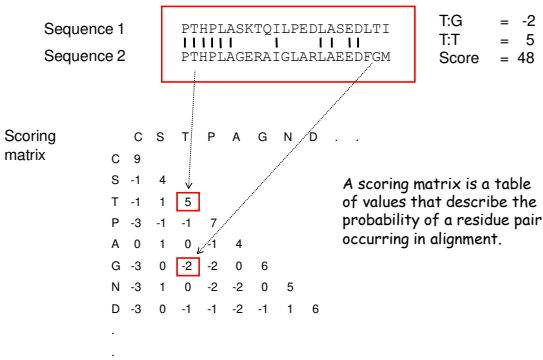 Sequence 1 PTHPLASKTQILPEDLASEDLTI
Sequence 2 PTHPLAGERAIGLARLAEEDFGM
T:G = -2
T:T = 5
Score = 48
Scoring
matrix
C S T P A G N D . .
C 9
S -1 4
T -1 1 5
P -3 -1 -1 7
A 0 1 0 -1 4
G -3 0 -2 -2 0 6
N -3 1 0 -2 -2 0 5
D -3 0 -1 -1 -2 -1 1 6
.
.
A scoring matrix is a table
of values that describe the
probability of a residue pair
occurring in alignment.